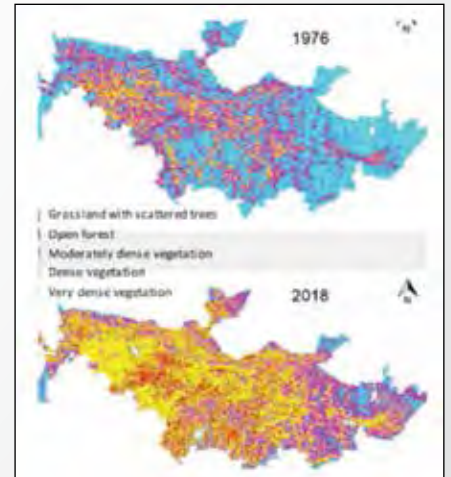 1976
N
Grassland with scattered trees
Open forest
Moderately dense vegetation
Dense vegetation
Very dense vegetation
2018
N